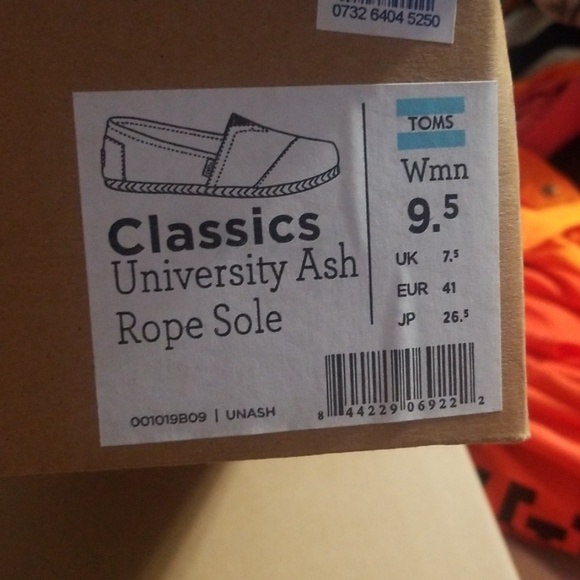 0732 6404 5250
TOMS
Wmn
9.5
UK 7.5
EUR 41
JP 26.5
Classics
University Ash
Rope Sole
001019B09 | UNASH
8 44229 06922 2